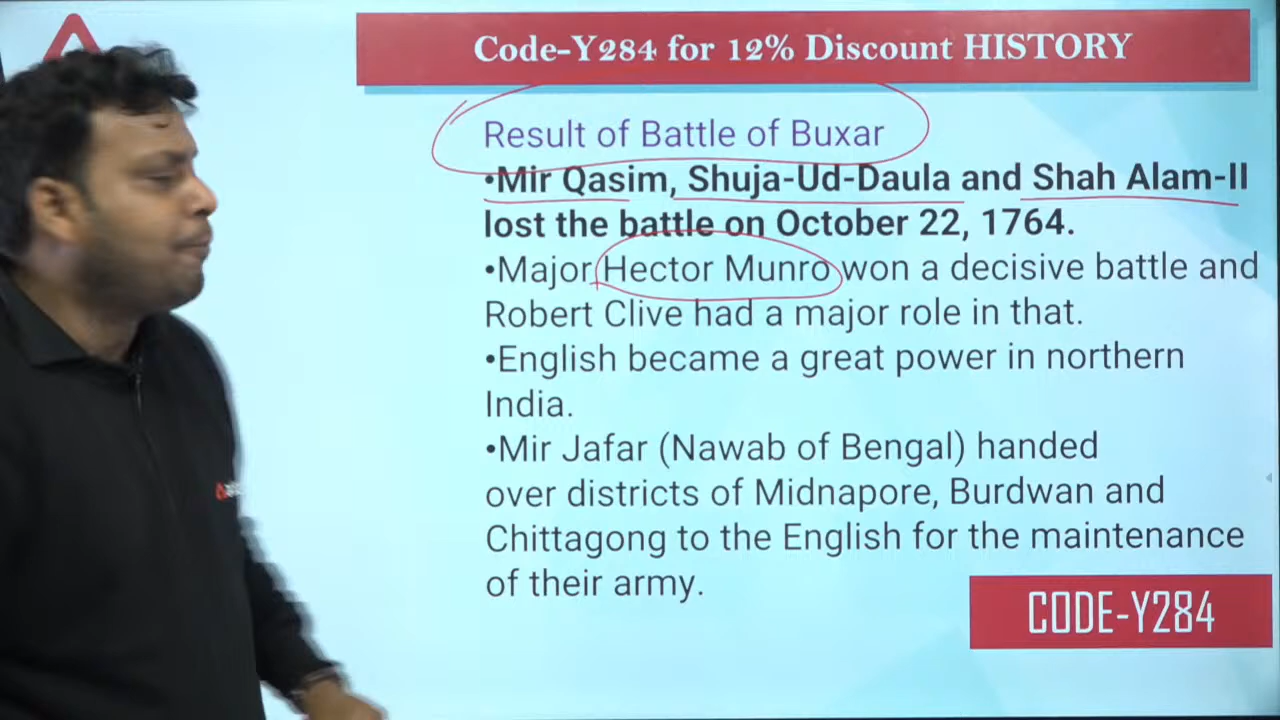 Code-Y284 for 12% Discount HISTORY
Result of Battle of Buxar
•Mir Qasim, Shuja-Ud-Daula and Shah Alam-II
lost the battle on October 22, 1764.
•Major Hector Munro won a decisive battle and
Robert Clive had a major role in that.
•English became a great power in northern
India.
•Mir Jafar (Nawab of Bengal) handed
over districts of Midnapore, Burdwan and
Chittagong to the English for the maintenance
of their army.
CODE-Y284